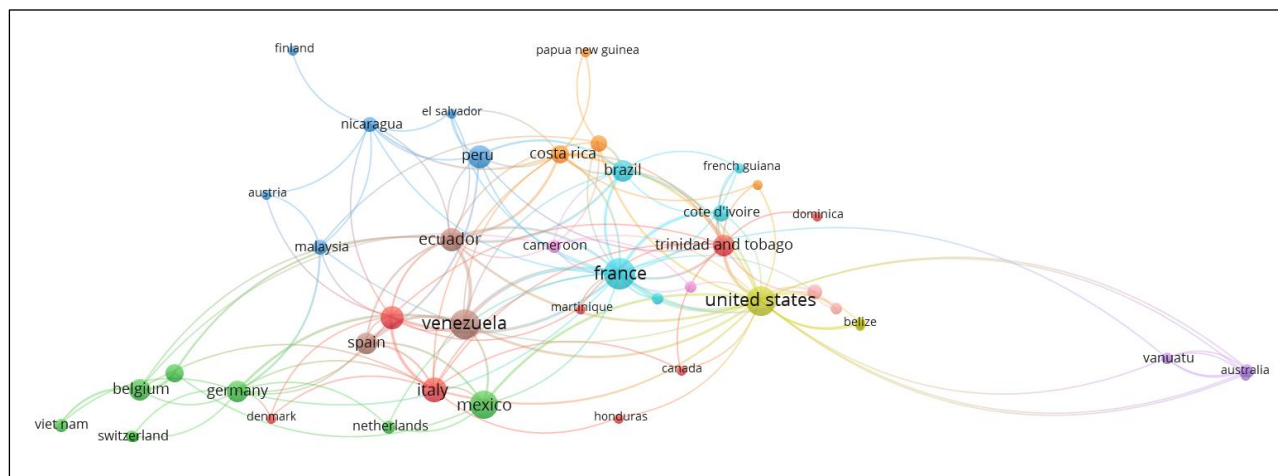 finland
papua new guinea
el salvador
nicaragua
peru
costa rica
brazil
french guiana
austria
cote d'ivoire
dominica
malaysia
ecuador
cameroon
trinidad and tobago
france
united states
martinique
venezuela
belize
spain
vanuatu
canada
australia
belgium
germany
italy
mexico
denmark
honduras
viet nam
netherlands
switzerland